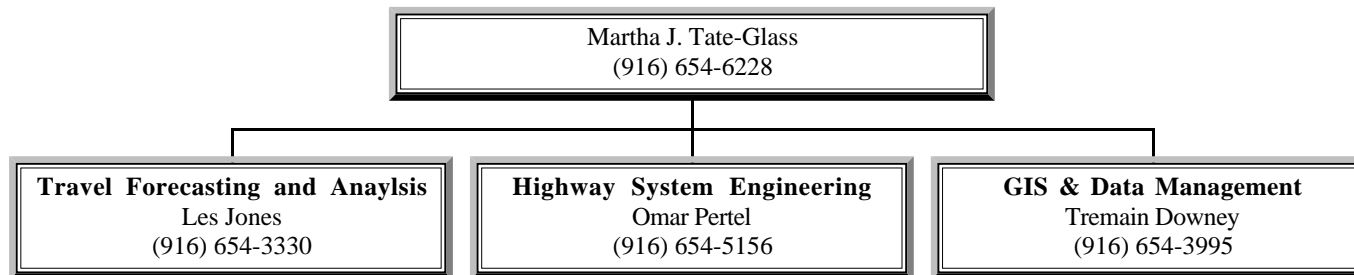 Martha J. Tate-Glass
(916) 654-6228
Travel Forecasting and Anaylsis
Les Jones
(916) 654-3330
Highway System Engineering
Omar Pertel
(916) 654-5156
GIS & Data Management
Tremain Downey
(916) 654-3995